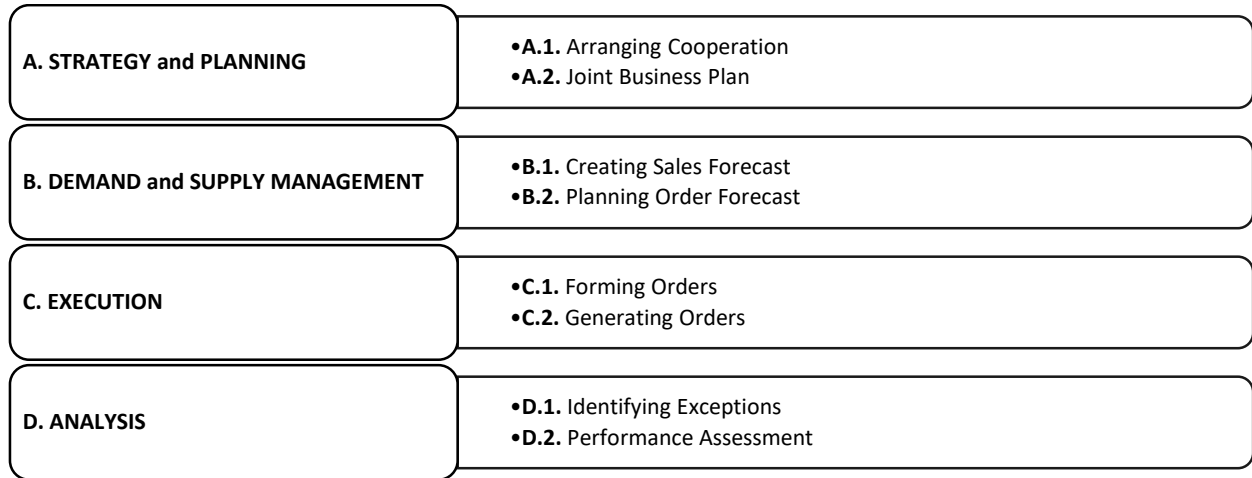 A. STRATEGY and PLANNING
•A.1. Arranging Cooperation
•A.2. Joint Business Plan
B. DEMAND and SUPPLY MANAGEMENT
•B.1. Creating Sales Forecast
•B.2. Planning Order Forecast
C. EXECUTION
•C.1. Forming Orders
•C.2. Generating Orders
D. ANALYSIS
•D.1. Identifying Exceptions
•D.2. Performance Assessment